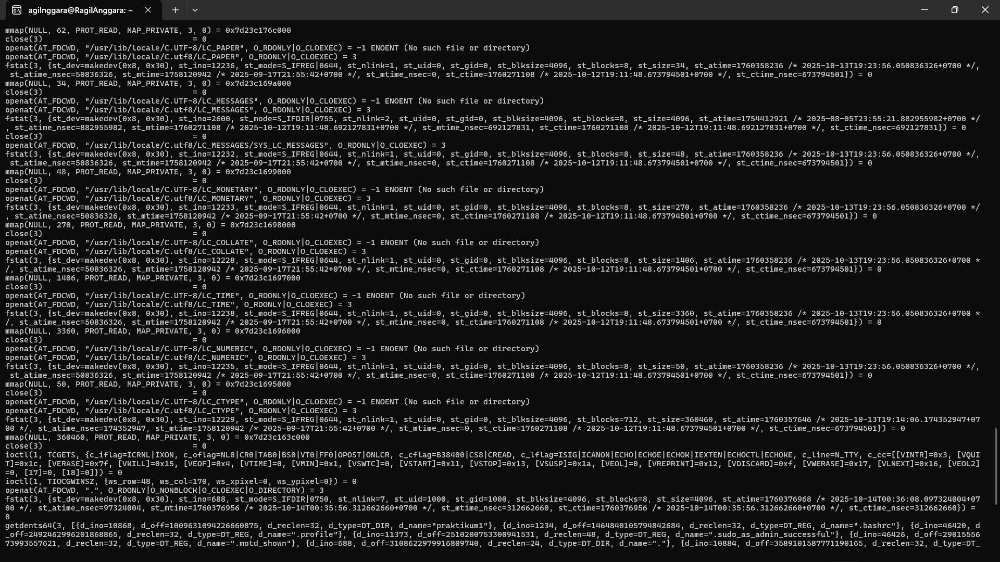 agilnggara@RagilAnggara: ~
mmap(NULL, 62, PROT_READ, MAP_PRIVATE, 3, 0) = 0x7d23c176c000
close(3)                                = 0
openat(AT_FDCWD, "/usr/lib/locale/C.UTF-8/LC_PAPER", O_RDONLY|O_CLOEXEC) = -1 ENOENT (No such file or directory)
openat(AT_FDCWD, "/usr/lib/locale/C.utf8/LC_PAPER", O_RDONLY|O_CLOEXEC) = 3
fstat(3, {st_dev=makedev(0x8, 0x30), st_ino=12236, st_mode=S_IFREG|0644, st_nlink=1, st_uid=0, st_gid=0, st_blksize=4096, st_blocks=8, st_size=34, st_atime=1760358236 /* 2025-10-13T19:23:56.050836326+0700 */,
 st_atime_nsec=50836326, st_mtime=1758120942 /* 2025-09-17T21:55:42+0700 */, st_mtime_nsec=0, st_ctime=1760271108 /* 2025-10-12T19:11:48.673794501+0700 */, st_ctime_nsec=673794501}) = 0
mmap(NULL, 34, PROT_READ, MAP_PRIVATE, 3, 0) = 0x7d23c169a000
close(3)                                = 0
openat(AT_FDCWD, "/usr/lib/locale/C.UTF-8/LC_MESSAGES", O_RDONLY|O_CLOEXEC) = -1 ENOENT (No such file or directory)
openat(AT_FDCWD, "/usr/lib/locale/C.utf8/LC_MESSAGES", O_RDONLY|O_CLOEXEC) = 3
fstat(3, {st_dev=makedev(0x8, 0x30), st_ino=2600, st_mode=S_IFDIR|0755, st_nlink=2, st_uid=0, st_gid=0, st_blksize=4096, st_blocks=8, st_size=4096, st_atime=1754412921 /* 2025-08-05T23:55:21.882955982+0700 */
, st_atime_nsec=882955982, st_mtime=1760271108 /* 2025-10-12T19:11:48.692127831+0700 */, st_mtime_nsec=692127831, st_ctime=1760271108 /* 2025-10-12T19:11:48.692127831+0700 */, st_ctime_nsec=692127831}) = 0
close(3)                                = 0
openat(AT_FDCWD, "/usr/lib/locale/C.utf8/LC_MESSAGES/SYS_LC_MESSAGES", O_RDONLY|O_CLOEXEC) = 3
fstat(3, {st_dev=makedev(0x8, 0x30), st_ino=12232, st_mode=S_IFREG|0644, st_nlink=1, st_uid=0, st_gid=0, st_blksize=4096, st_blocks=8, st_size=48, st_atime=1760358236 /* 2025-10-13T19:23:56.050836326+0700 */,
 st_atime_nsec=50836326, st_mtime=1758120942 /* 2025-09-17T21:55:42+0700 */, st_mtime_nsec=0, st_ctime=1760271108 /* 2025-10-12T19:11:48.673794501+0700 */, st_ctime_nsec=673794501}) = 0
mmap(NULL, 48, PROT_READ, MAP_PRIVATE, 3, 0) = 0x7d23c1699000
close(3)                                = 0
openat(AT_FDCWD, "/usr/lib/locale/C.UTF-8/LC_MONETARY", O_RDONLY|O_CLOEXEC) = -1 ENOENT (No such file or directory)
openat(AT_FDCWD, "/usr/lib/locale/C.utf8/LC_MONETARY", O_RDONLY|O_CLOEXEC) = 3
fstat(3, {st_dev=makedev(0x8, 0x30), st_ino=12233, st_mode=S_IFREG|0644, st_nlink=1, st_uid=0, st_gid=0, st_blksize=4096, st_blocks=8, st_size=270, st_atime=1760358236 /* 2025-10-13T19:23:56.050836326+0700 */
, st_atime_nsec=50836326, st_mtime=1758120942 /* 2025-09-17T21:55:42+0700 */, st_mtime_nsec=0, st_ctime=1760271108 /* 2025-10-12T19:11:48.673794501+0700 */, st_ctime_nsec=673794501}) = 0
mmap(NULL, 270, PROT_READ, MAP_PRIVATE, 3, 0) = 0x7d23c1698000
close(3)                                = 0
openat(AT_FDCWD, "/usr/lib/locale/C.UTF-8/LC_COLLATE", O_RDONLY|O_CLOEXEC) = -1 ENOENT (No such file or directory)
openat(AT_FDCWD, "/usr/lib/locale/C.utf8/LC_COLLATE", O_RDONLY|O_CLOEXEC) = 3
fstat(3, {st_dev=makedev(0x8, 0x30), st_ino=12228, st_mode=S_IFREG|0644, st_nlink=1, st_uid=0, st_gid=0, st_blksize=4096, st_blocks=8, st_size=1406, st_atime=1760358236 /* 2025-10-13T19:23:56.050836326+0700 *
/, st_atime_nsec=50836326, st_mtime=1758120942 /* 2025-09-17T21:55:42+0700 */, st_mtime_nsec=0, st_ctime=1760271108 /* 2025-10-12T19:11:48.673794501+0700 */, st_ctime_nsec=673794501}) = 0
mmap(NULL, 1406, PROT_READ, MAP_PRIVATE, 3, 0) = 0x7d23c1697000
close(3)                                = 0
openat(AT_FDCWD, "/usr/lib/locale/C.UTF-8/LC_TIME", O_RDONLY|O_CLOEXEC) = -1 ENOENT (No such file or directory)
openat(AT_FDCWD, "/usr/lib/locale/C.utf8/LC_TIME", O_RDONLY|O_CLOEXEC) = 3
fstat(3, {st_dev=makedev(0x8, 0x30), st_ino=12238, st_mode=S_IFREG|0644, st_nlink=1, st_uid=0, st_gid=0, st_blksize=4096, st_blocks=8, st_size=3360, st_atime=1760358236 /* 2025-10-13T19:23:56.050836326+0700 *
/, st_atime_nsec=50836326, st_mtime=1758120942 /* 2025-09-17T21:55:42+0700 */, st_mtime_nsec=0, st_ctime=1760271108 /* 2025-10-12T19:11:48.673794501+0700 */, st_ctime_nsec=673794501}) = 0
mmap(NULL, 3360, PROT_READ, MAP_PRIVATE, 3, 0) = 0x7d23c1696000
close(3)                                = 0
openat(AT_FDCWD, "/usr/lib/locale/C.UTF-8/LC_NUMERIC", O_RDONLY|O_CLOEXEC) = -1 ENOENT (No such file or directory)
openat(AT_FDCWD, "/usr/lib/locale/C.utf8/LC_NUMERIC", O_RDONLY|O_CLOEXEC) = 3
fstat(3, {st_dev=makedev(0x8, 0x30), st_ino=12235, st_mode=S_IFREG|0644, st_nlink=1, st_uid=0, st_gid=0, st_blksize=4096, st_blocks=8, st_size=50, st_atime=1760358236 /* 2025-10-13T19:23:56.050836326+0700 */,
 st_atime_nsec=50836326, st_mtime=1758120942 /* 2025-09-17T21:55:42+0700 */, st_mtime_nsec=0, st_ctime=1760271108 /* 2025-10-12T19:11:48.673794501+0700 */, st_ctime_nsec=673794501}) = 0
mmap(NULL, 50, PROT_READ, MAP_PRIVATE, 3, 0) = 0x7d23c1695000
close(3)                                = 0
openat(AT_FDCWD, "/usr/lib/locale/C.UTF-8/LC_CTYPE", O_RDONLY|O_CLOEXEC) = -1 ENOENT (No such file or directory)
openat(AT_FDCWD, "/usr/lib/locale/C.utf8/LC_CTYPE", O_RDONLY|O_CLOEXEC) = 3
fstat(3, {st_dev=makedev(0x8, 0x30), st_ino=12229, st_mode=S_IFREG|0644, st_nlink=1, st_uid=0, st_gid=0, st_blksize=4096, st_blocks=712, st_size=360460, st_atime=1760357646 /* 2025-10-13T19:14:06.174352947+07
00 */, st_atime_nsec=174352947, st_mtime=1758120942 /* 2025-09-17T21:55:42+0700 */, st_mtime_nsec=0, st_ctime=1760271108 /* 2025-10-12T19:11:48.673794501+0700 */, st_ctime_nsec=673794501}) = 0
mmap(NULL, 360460, PROT_READ, MAP_PRIVATE, 3, 0) = 0x7d23c163c000
close(3)                                = 0
ioctl(1, TCGETS, {c_iflag=ICRNL|IXON, c_oflag=NL0|CR0|TAB0|BS0|VT0|FF0|OPOST|ONLCR, c_cflag=B38400|CS8|CREAD, c_lflag=ISIG|ICANON|ECHO|ECHOE|ECHOK|IEXTEN|ECHOCTL|ECHOKE, c_line=N_TTY, c_cc=[[VINTR]=0x3, [VQUI
T]=0x1c, [VERASE]=0x7f, [VKILL]=0x15, [VEOF]=0x4, [VTIME]=0, [VMIN]=0x1, [VSWTC]=0, [VSTART]=0x11, [VSTOP]=0x13, [VSUSP]=0x1a, [VEOL]=0, [VREPRINT]=0x12, [VDISCARD]=0xf, [VWERASE]=0x17, [VLNEXT]=0x16, [VEOL2]
=0, [17]=0, [18]=0]}) = 0
ioctl(1, TIOCGWINSZ, {ws_row=48, ws_col=170, ws_xpixel=0, ws_ypixel=0}) = 0
openat(AT_FDCWD, ".", O_RDONLY|O_NONBLOCK|O_CLOEXEC|O_DIRECTORY) = 3
fstat(3, {st_dev=makedev(0x8, 0x30), st_ino=688, st_mode=S_IFDIR|0750, st_nlink=7, st_uid=1000, st_gid=1000, st_blksize=4096, st_blocks=8, st_size=4096, st_atime=1760376968 /* 2025-10-14T00:36:08.097324004+07
00 */, st_atime_nsec=97324004, st_mtime=1760376956 /* 2025-10-14T00:35:56.312662660+0700 */, st_mtime_nsec=312662660, st_ctime=1760376956 /* 2025-10-14T00:35:56.312662660+0700 */, st_ctime_nsec=312662660}) =
0
getdents64(3, [{d_ino=10868, d_off=1009631094226660875, d_reclen=32, d_type=DT_DIR, d_name="praktikum1"}, {d_ino=1234, d_off=1464840105794842684, d_reclen=32, d_type=DT_REG, d_name=".bashrc"}, {d_ino=46420, d
_off=2492462996201868865, d_reclen=32, d_type=DT_REG, d_name=".profile"}, {d_ino=11373, d_off=2510200753300941531, d_reclen=48, d_type=DT_REG, d_name=".sudo_as_admin_successful"}, {d_ino=46426, d_off=29015556
73993557621, d_reclen=32, d_type=DT_REG, d_name=".motd_shown"}, {d_ino=688, d_off=3108622979916809740, d_reclen=24, d_type=DT_DIR, d_name="."}, {d_ino=10884, d_off=3589101587771190165, d_reclen=32, d_type=DT_